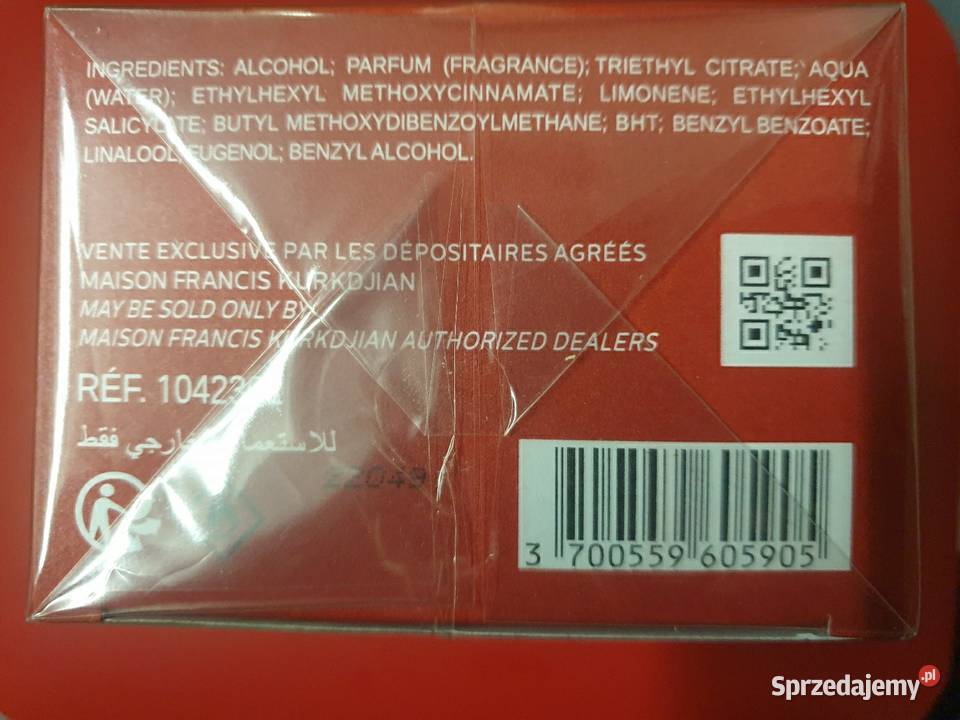 INGREDIENTS: ALCOHOL; PARFUM (FRAGRANCE); TRIETHYL CITRATE; AQUA
(WATER); ETHYLHEXYL METHOXYCINNAMATE; LIMONENE; ETHYLHEXYL
SALICYLATE; BUTYL METHOXYDIBENZOYLMETHANE; BHT; BENZYL BENZOATE;
LINALOOL; EUGENOL; BENZYL ALCOHOL.
VENTE EXCLUSIVE PAR LES DÉPOSITAIRES AGRÉÉS
MAISON FRANCIS KURKDJIAN
MAY BE SOLD ONLY BY
MAISON FRANCIS KURKDJIAN AUTHORIZED DEALERS
RÉF.
للاستعمال الخارجي فقط
3 700559 605905
Sprzedajemy.pl